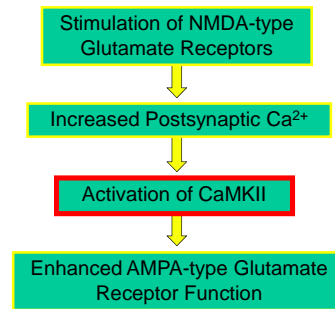 Stimulation of NMDA-type
Glutamate Receptors
Increased Postsynaptic Ca²⁺
Activation of CaMKII
Enhanced AMPA-type Glutamate
Receptor Function